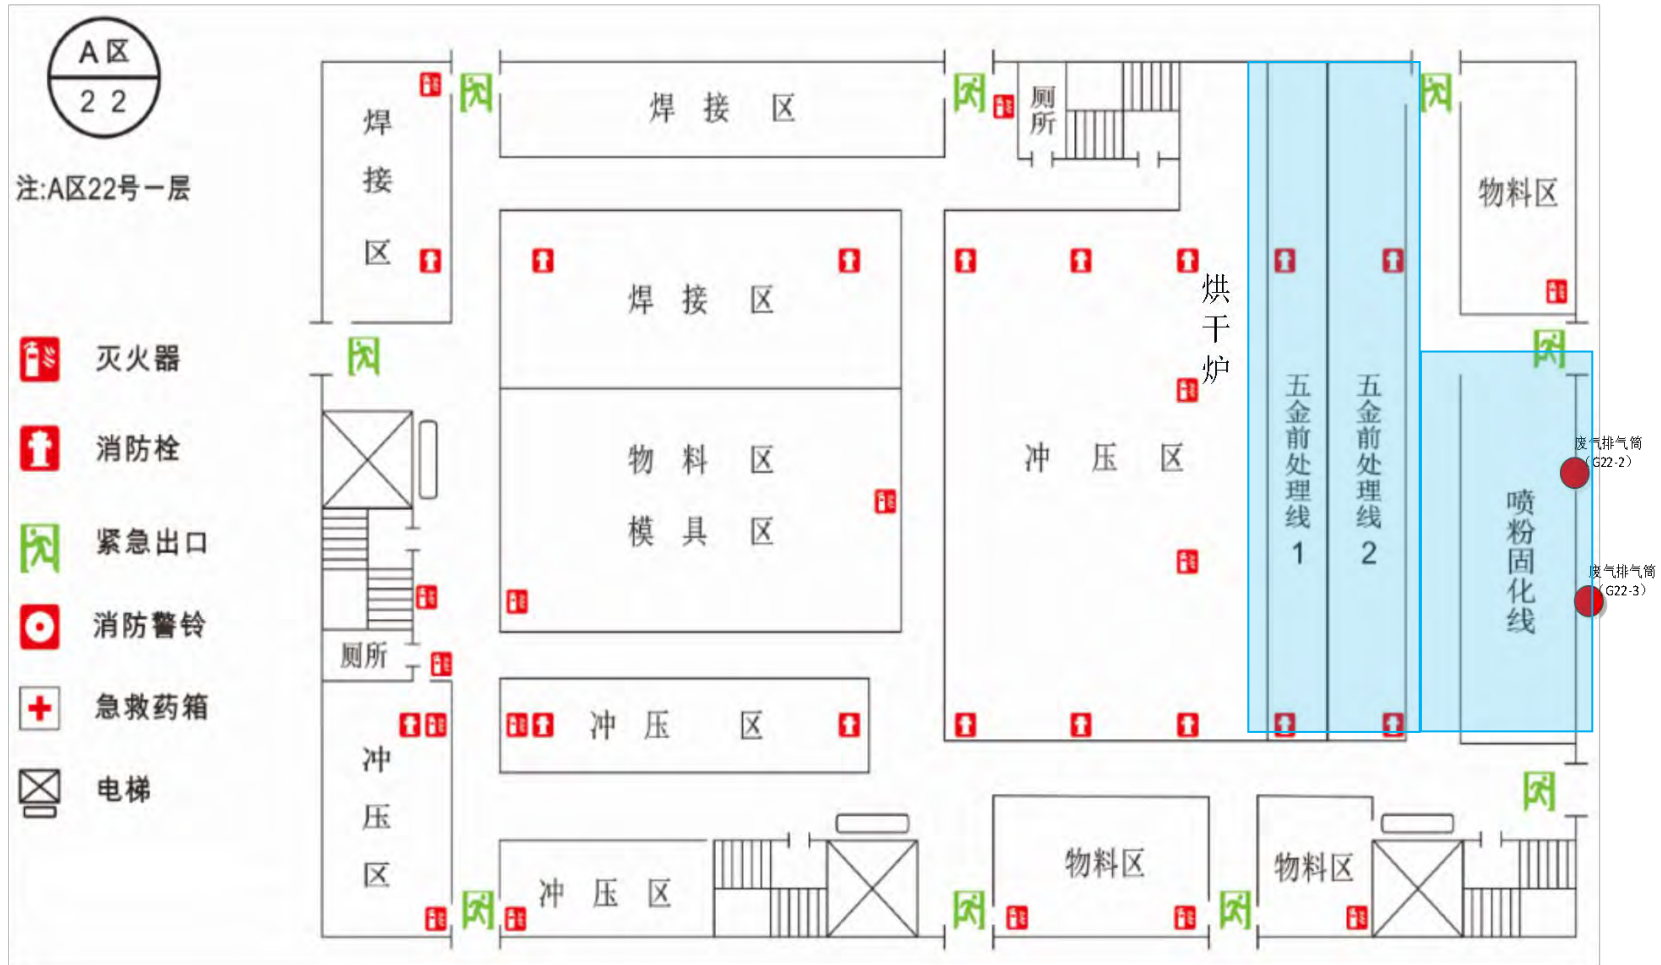 A 区
2 2
注:A区22号一层
灭火器
消防栓
紧急出口
消防警铃
急救药箱
电梯
焊接区
焊 接 区
厕所
物料区
焊 接 区
烘干炉
物 料 区
模 具 区
冲 压 区
五金前处理线1
五金前处理线2
喷粉固化线
废气排气筒
（G22-2）
废气排气筒
（G22-3）
厕所
冲压区
冲 压 区
冲 压 区
物料区
物料区